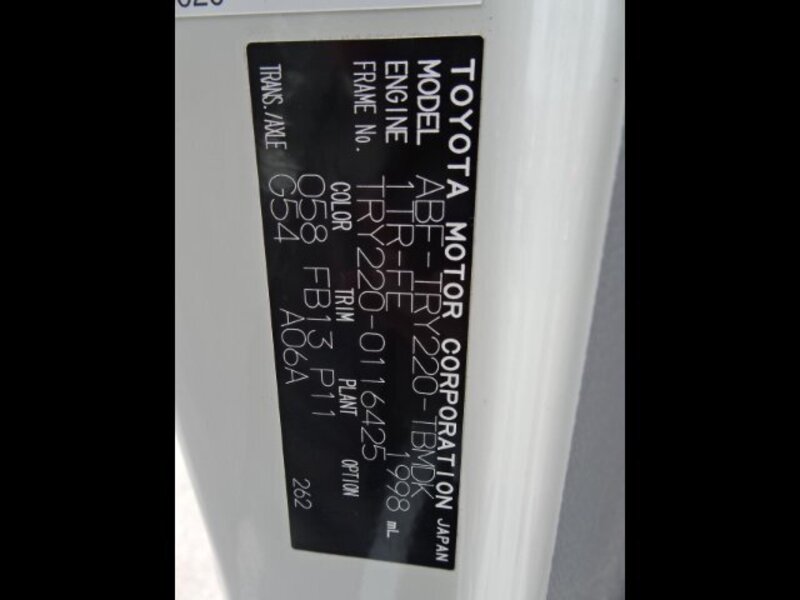 TOYOTA MOTOR CORPORATION JAPAN
MODEL ABF-TRY220-TBMDK
ENGINE 1TR-FE 1998 mL
FRAME No. TRY220-0116425
COLOR TRIM PLANT OPTION
058 FB13 P11
TRANS./AXLE G54 A06A 262